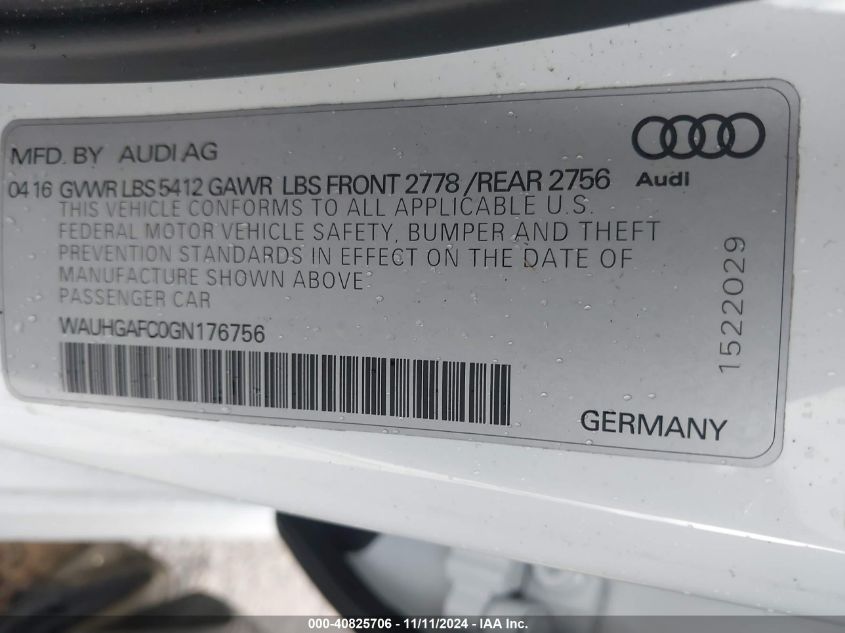 MFD. BY AUDI AG
04 16 GVWR LBS 5412 GAWR LBS FRONT 2778 /REAR 2756
Audi
THIS VEHICLE CONFORMS TO ALL APPLICABLE U.S.
FEDERAL MOTOR VEHICLE SAFETY, BUMPER AND THEFT
PREVENTION STANDARDS IN EFFECT ON THE DATE OF
MANUFACTURE SHOWN ABOVE
PASSENGER CAR
WAUHGAFC0GN176756
1522029
GERMANY
000-40825706 - 11/11/2024 - IAA Inc.